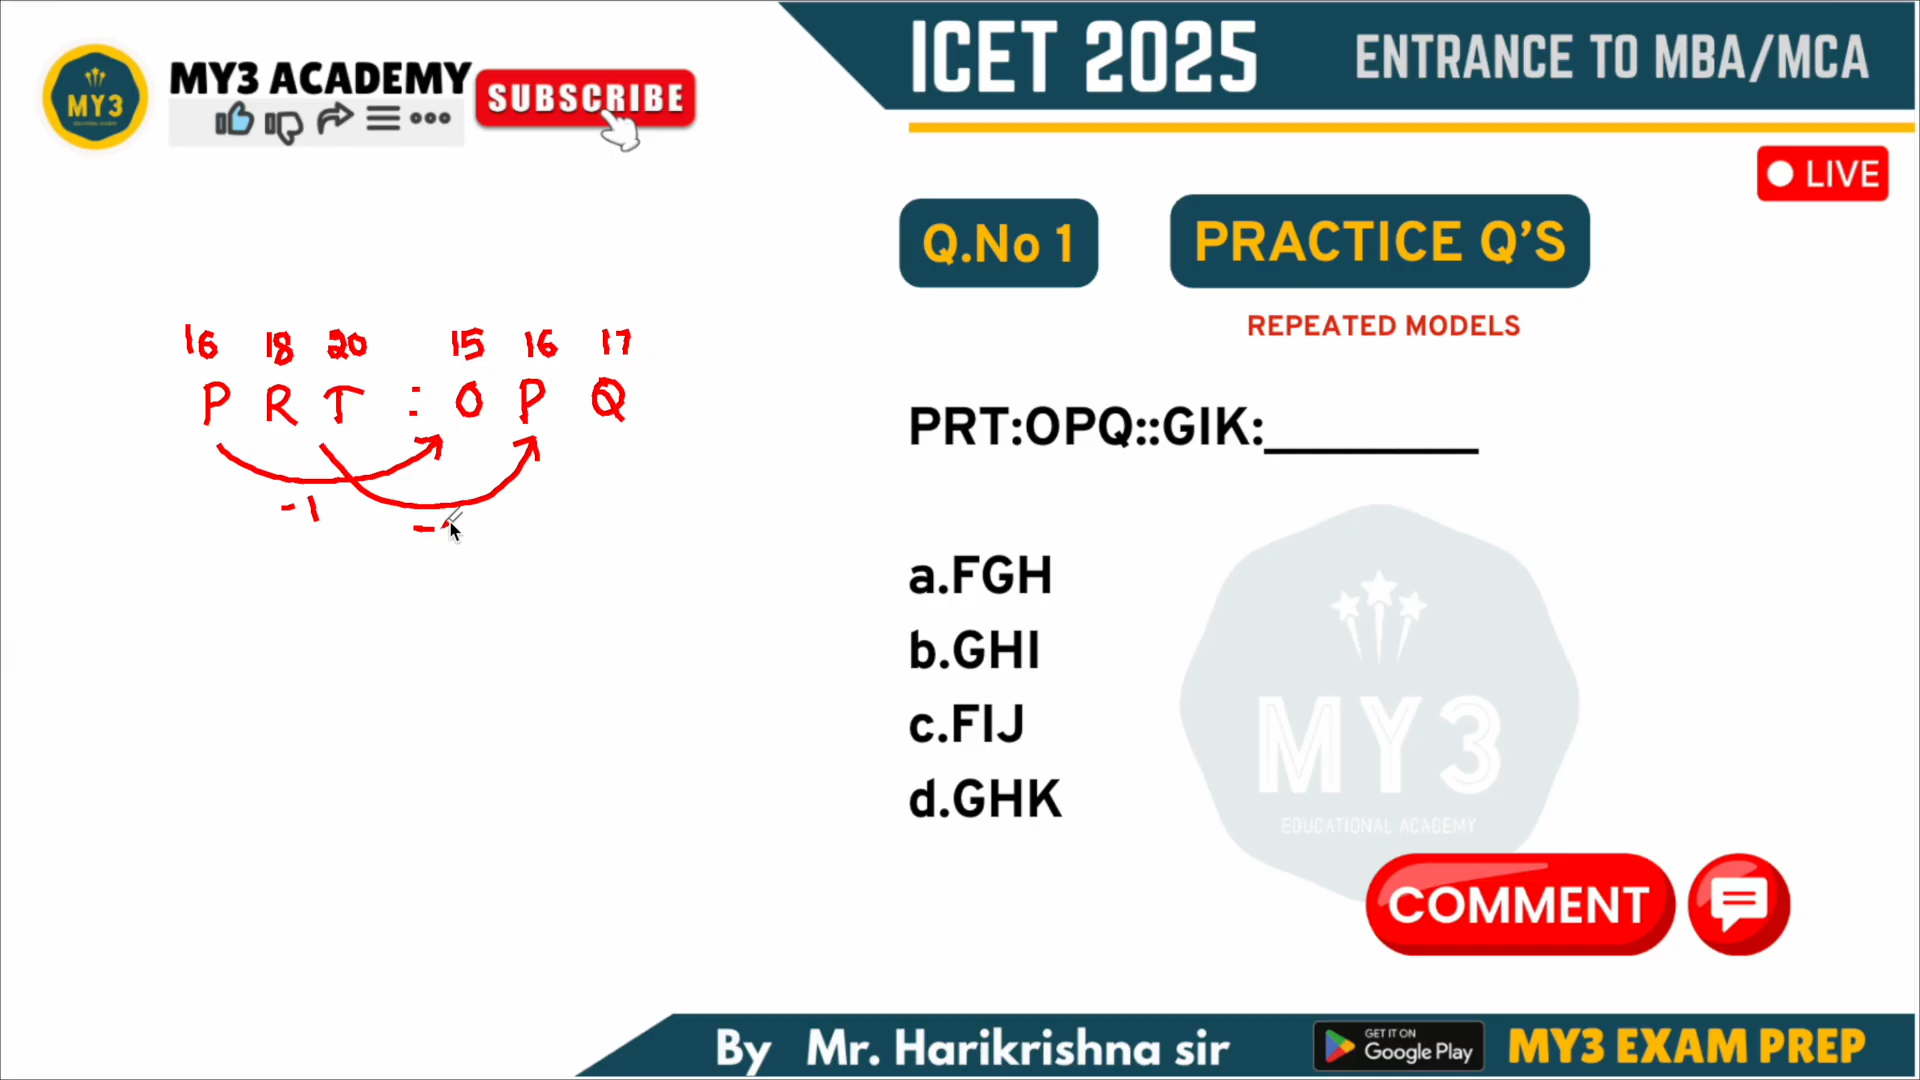 ICET 2025 ENTRANCE TO MBA/MCA
MY3 ACADEMY
MY3
SUBSCRIBE
LIVE
Q.No 1
PRACTICE Q'S
REPEATED MODELS
16 18 20 15 16 17
P R T : O P Q
-1
-
PRT:OPQ::GIK:__________
a.FGH
b.GHI
c.FIJ
d.GHK
MY3
EDUCATIONAL ACADEMY
COMMENT
By Mr. Harikrishna sir
GET IT ON
Google Play
MY3 EXAM PREP